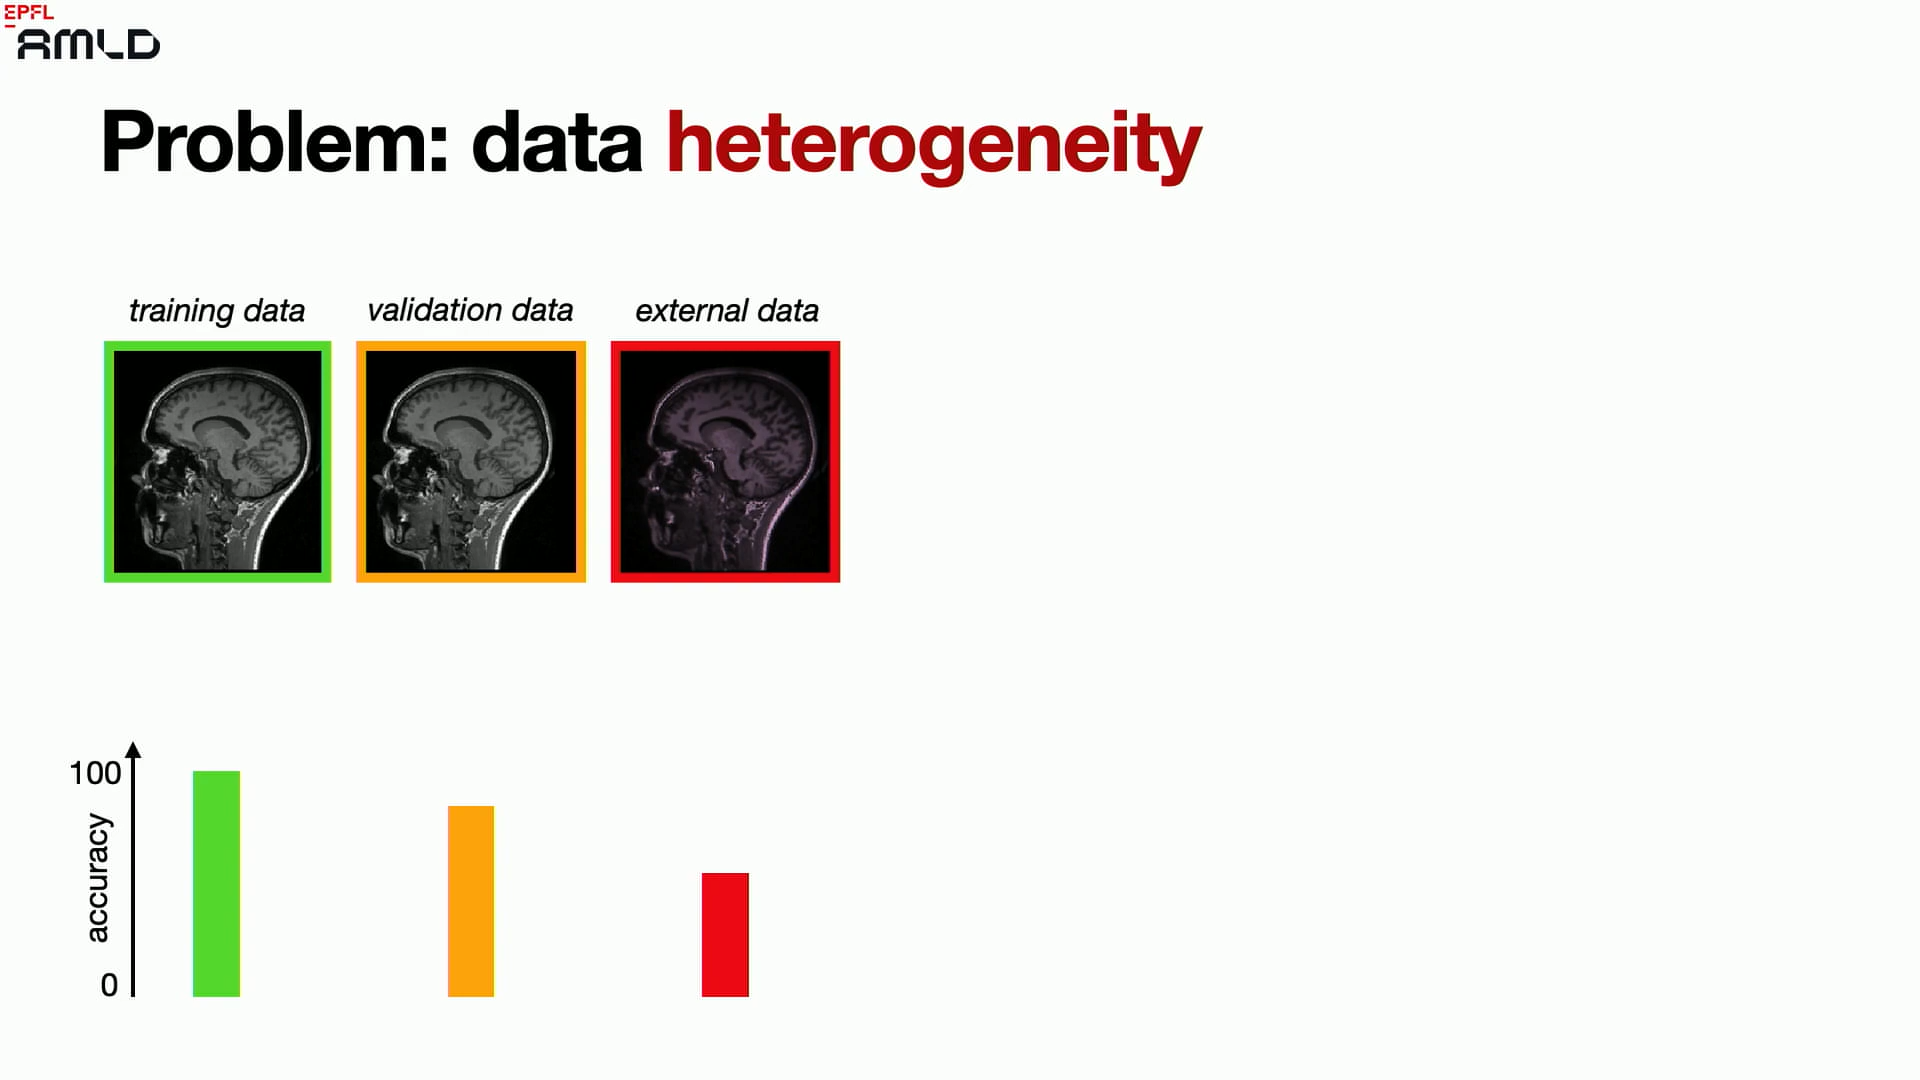 EPFL
AMLD
Problem: data heterogeneity
training data
validation data
external data
100
accuracy
0